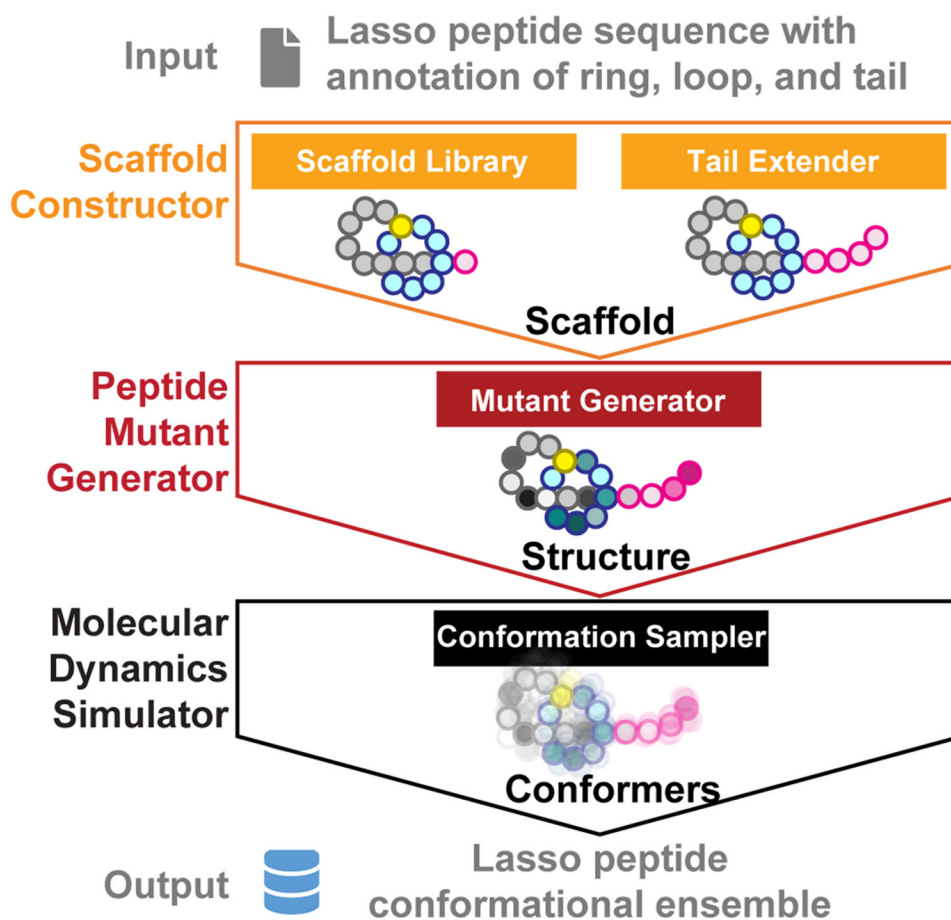 Input
Lasso peptide sequence with
annotation of ring, loop, and tail
Scaffold
Constructor
Scaffold Library
Tail Extender
Scaffold
Peptide
Mutant
Generator
Mutant Generator
Structure
Molecular
Dynamics
Simulator
Conformation Sampler
Conformers
Output
Lasso peptide
conformational ensemble